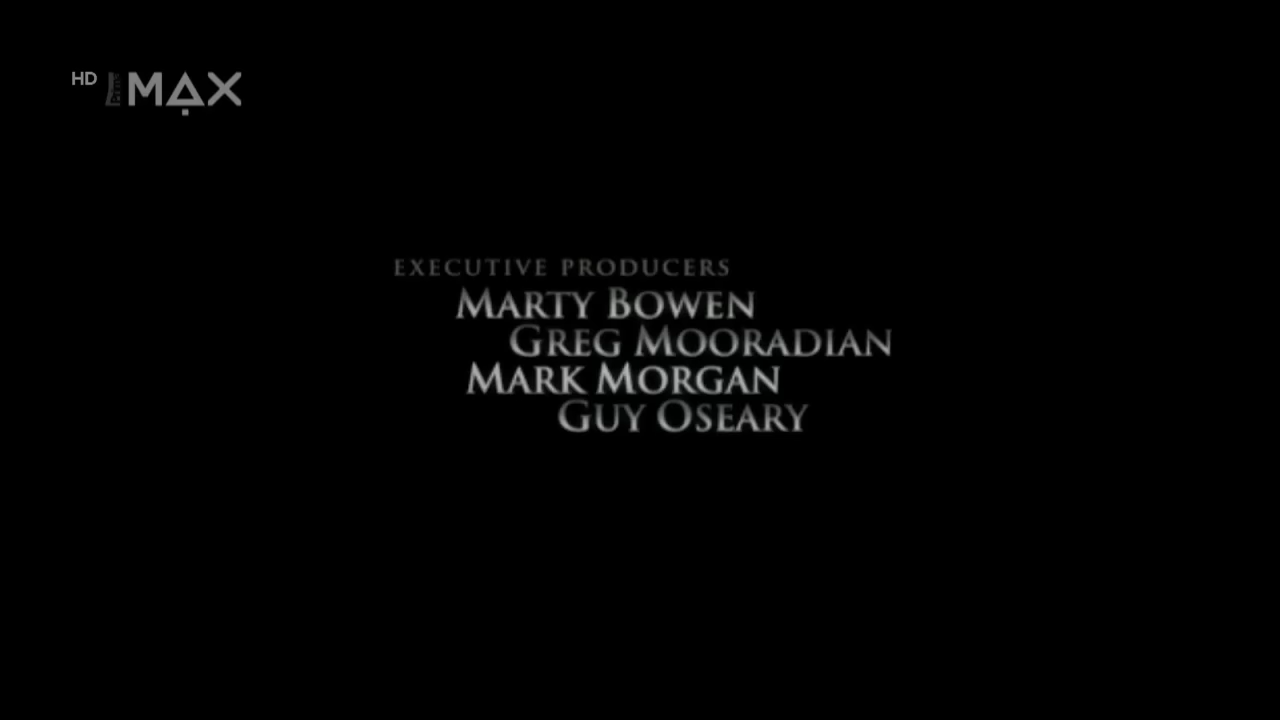 HD MAX
EXECUTIVE PRODUCERS
MARTY BOWEN
GREG MOORADIAN
MARK MORGAN
GUY OSEARY